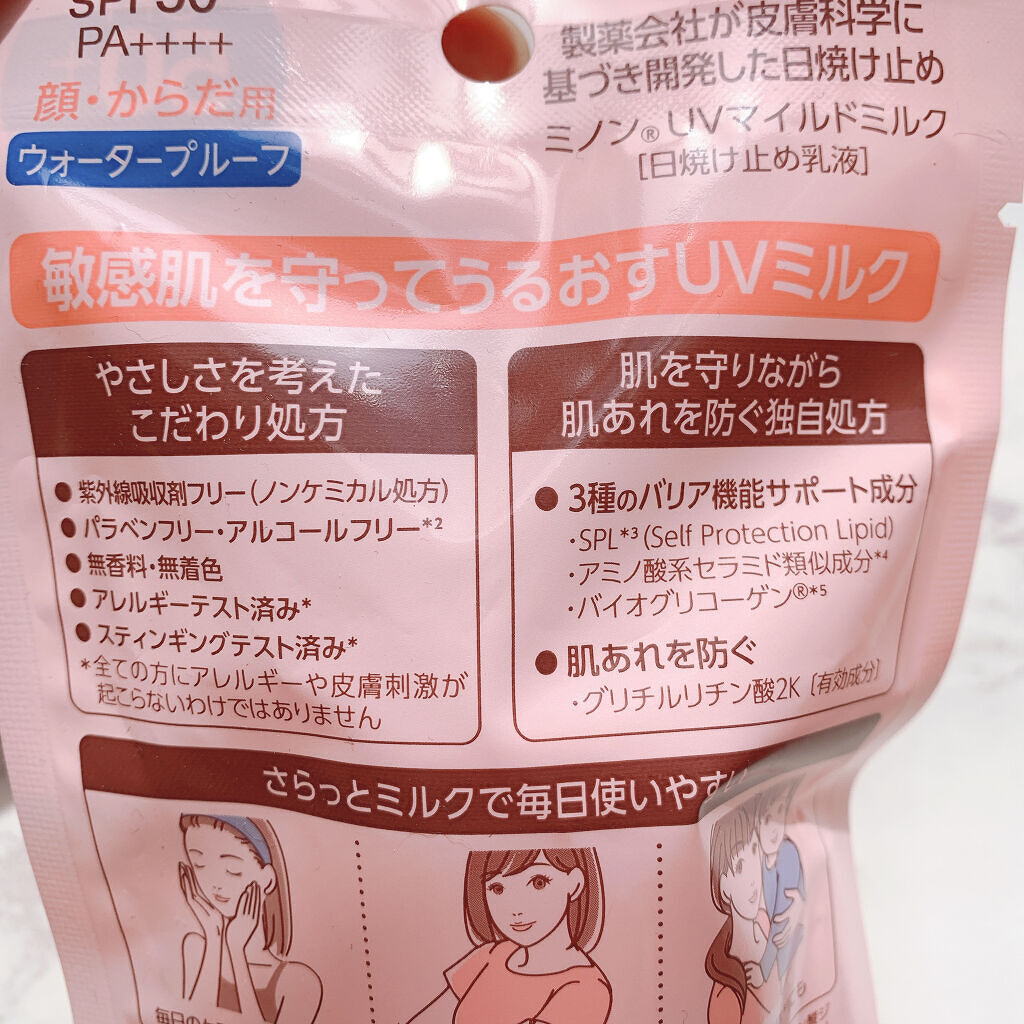 SPF50
PA++++
顔・からだ用
ウォータープルーフ
製薬会社が皮膚科学に
基づき開発した日焼け止め
ミノン® UVマイルドミルク
[日焼け止め乳液]
敏感肌を守ってうるおすUVミルク
やさしさを考えた
こだわり処方
● 紫外線吸収剤フリー(ノンケミカル処方)
● パラベンフリー・アルコールフリー*2
● 無香料・無着色
● アレルギーテスト済み*
● スティンギングテスト済み*
*全ての方にアレルギーや皮膚刺激が
起こらないわけではありません
肌を守りながら
肌あれを防ぐ独自処方
● 3種のバリア機能サポート成分
・SPL*3(Self Protection Lipid)
・アミノ酸系セラミド類似成分*4
・バイオグリコーゲン®*5
● 肌あれを防ぐ
・グリチルリチン酸2K [有効成分]
さらっとミルクで毎日使いやす
毎日の